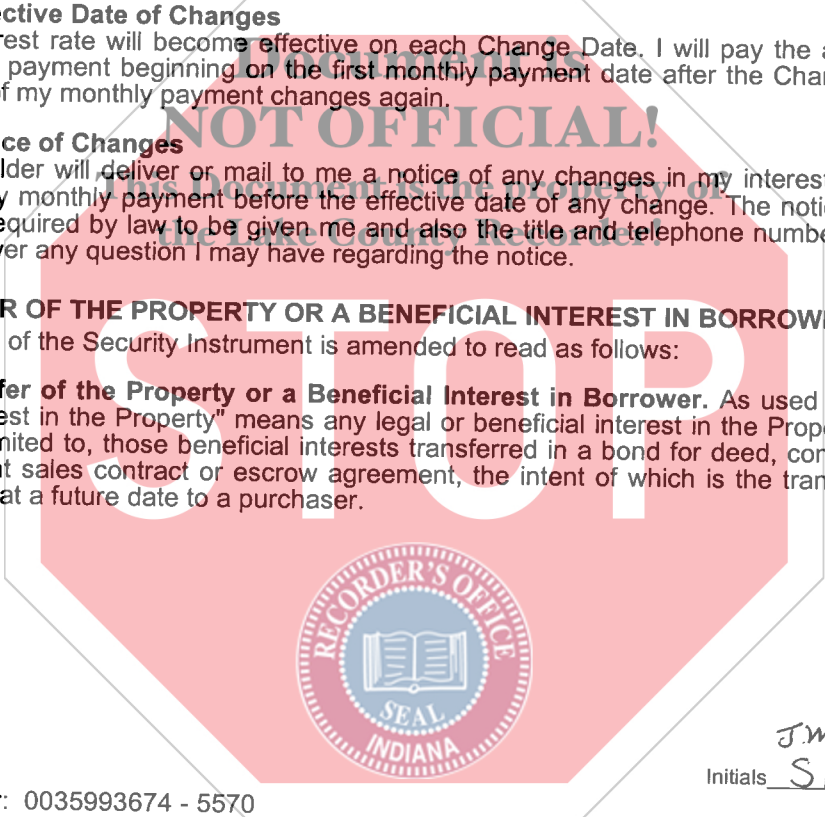 ctive Date of Changes
rest rate will become effective on each Change Date. I will pay the a
payment beginning on the first monthly payment date after the Chan
f my monthly payment changes again.
ce of Changes
lder will deliver or mail to me a notice of any changes in my interest
y monthly payment before the effective date of any change. The notic
equired by law to be given me and also the title and telephone numbe
er any question I may have regarding the notice.
R OF THE PROPERTY OR A BENEFICIAL INTEREST IN BORROWE
of the Security Instrument is amended to read as follows:
fer of the Property or a Beneficial Interest in Borrower. As used
est in the Property" means any legal or beneficial interest in the Prope
mited to, those beneficial interests transferred in a bond for deed, con
t sales contract or escrow agreement, the intent of which is the tran
at a future date to a purchaser.
Document is
NOT OFFICIAL!
This Document is the property of
the Lake County Recorder!
STOP
RECORDER'S OFFICE
SEAL
INDIANA
J.M
Initials S
: 0035993674 - 5570